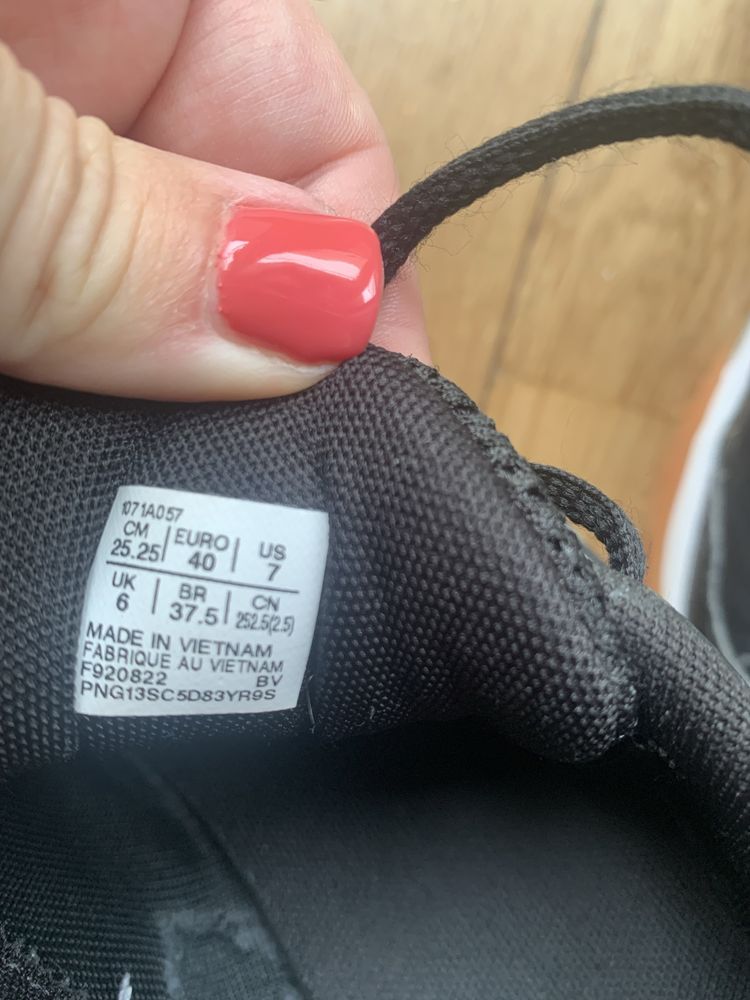 1071A057
CM EURO US
25.25 40 7
UK BR CN
6 37.5 252.5(2.5)
MADE IN VIETNAM
FABRIQUE AU VIETNAM
F920822 BV
PNG13SC5D83YR9S